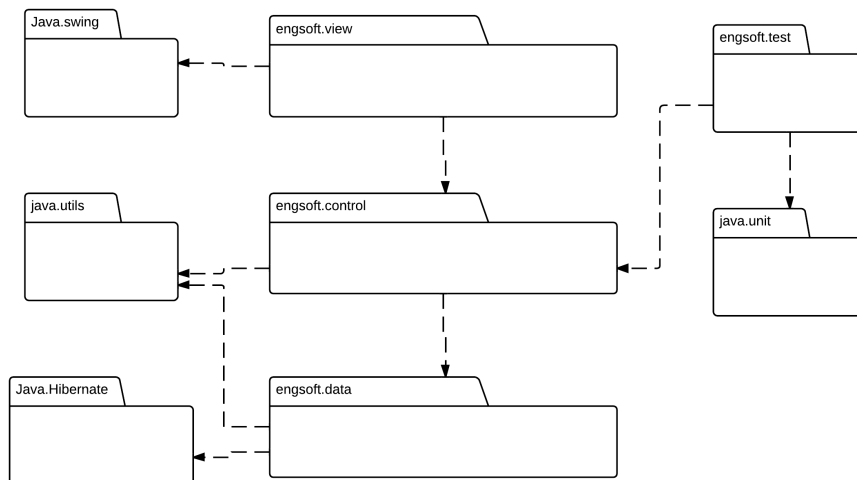 Java.swing
engsoft.view
engsoft.test
java.utils
engsoft.control
java.unit
Java.Hibernate
engsoft.data